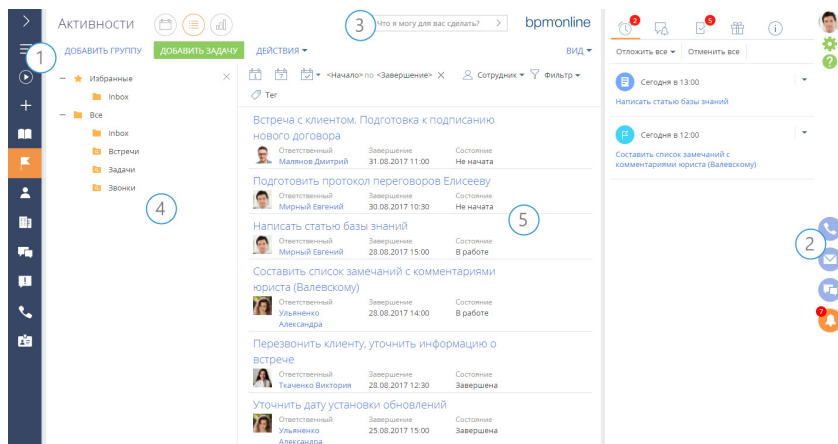 Активности
3
Что я могу для вас сделать?
bpmonline
2
5
1
ДОБАВИТЬ ГРУППУ
ДОБАВИТЬ ЗАДАЧУ
ДЕЙСТВИЯ
ВИД
Отложить все
Отменить все
Избранные
Inbox
Все
Inbox
Встречи
Задачи
Звонки
4
<Начало> по <Завершение>
Сотрудник
Фильтр
Тег
Встреча с клиентом. Подготовка к подписанию
нового договора
Ответственный Завершение Состояние
Малянов Дмитрий 31.08.2017 11:00 Не начата
Подготовить протокол переговоров Елисееву
Ответственный Завершение Состояние
Мирный Евгений 30.08.2017 10:30 Не начата
5
Написать статью базы знаний
Ответственный Завершение Состояние
Мирный Евгений 28.08.2017 15:00 В работе
Составить список замечаний с комментариями
юриста (Валевскому)
Ответственный Завершение Состояние
Ульяненко 28.08.2017 14:00 В работе
Александра
Перезвонить клиенту, уточнить информацию о
встрече
Ответственный Завершение Состояние
Ткаченко Виктория 28.08.2017 12:30 Завершена
Уточнить дату установки обновлений
Ответственный Завершение Состояние
Ульяненко 25.08.2017 15:00 Завершена
Александра
Сегодня в 13:00
Написать статью базы знаний
Сегодня в 12:00
Составить список замечаний с
комментариями юриста (Валевскому)
2
7